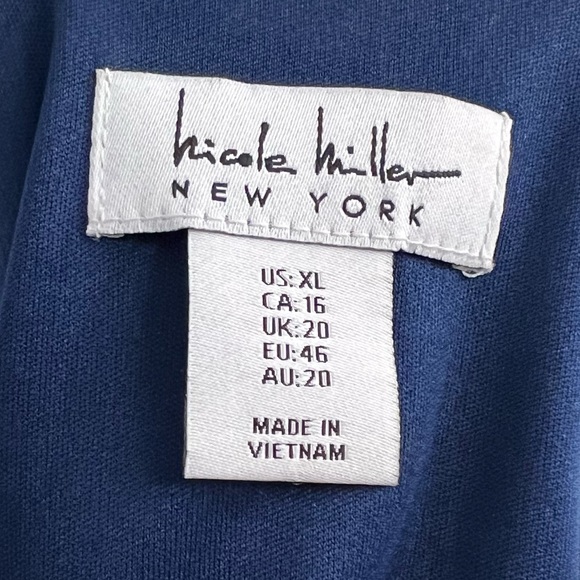 nicole miller
NEW YORK
US:XL
CA:16
UK:20
EU:46
AU:20
MADE IN
VIETNAM